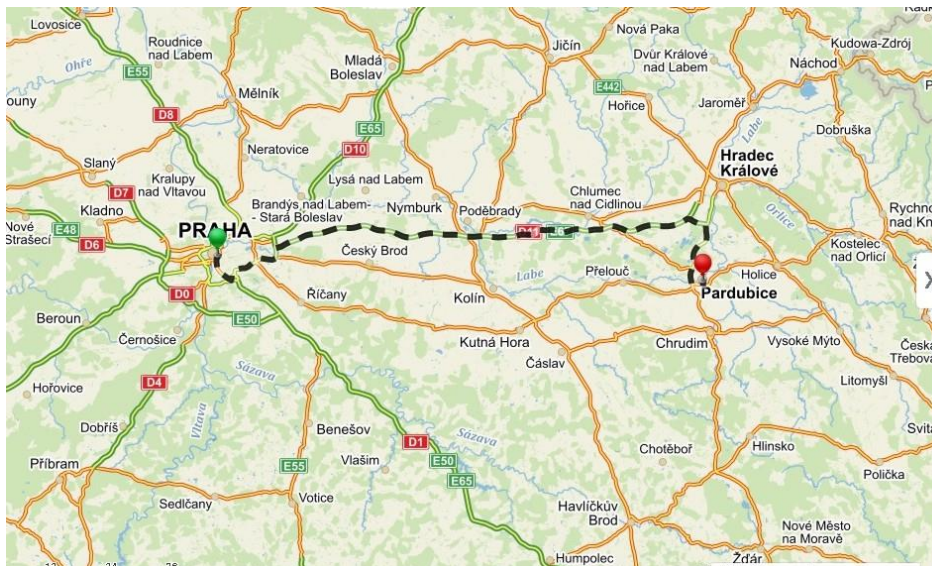 Lovosice
Roudnice
nad Labem
Ohře
E55
Mělník
Mladá
Boleslav
Jičín
Nová Paka
Dvůr Králové
nad Labem
Kudowa-Zdrój
Náchod
E442
Hořice
Jaroměř
Labe
Dobruška
ouny
D8
E65
D10
Slaný
Neratovice
Kralupy
nad Vltavou
D7
Lysá nad Labem
Hradec
Králové
Kladno
Brandýs nad Labem-
- Stará Boleslav
Nymburk
Poděbrady
Chlumec
nad Cidlinou
Orlice
Rychno
nad Kn
Nové
Strašecí
E48
D6
PRAHA
D11
Český Brod
Kostelec
nad Orlicí
Labe
Přelouč
Holice
D0
Říčany
Kolín
Pardubice
Beroun
E50
Černošice
Kutná Hora
Chrudim
Vysoké Mýto
Česká
Třebova
Sázava
Čáslav
Hořovice
D4
Litomyšl
Vltava
Dobříš
Benešov
D1
Sázava
Chotěboř
Hlinsko
Svita
Příbram
E55
Vlašim
E50
E65
Polička
Sedlčany
Votice
Havlíčkův
Brod
Nové Město
na Moravě
Humpolec
Žďár